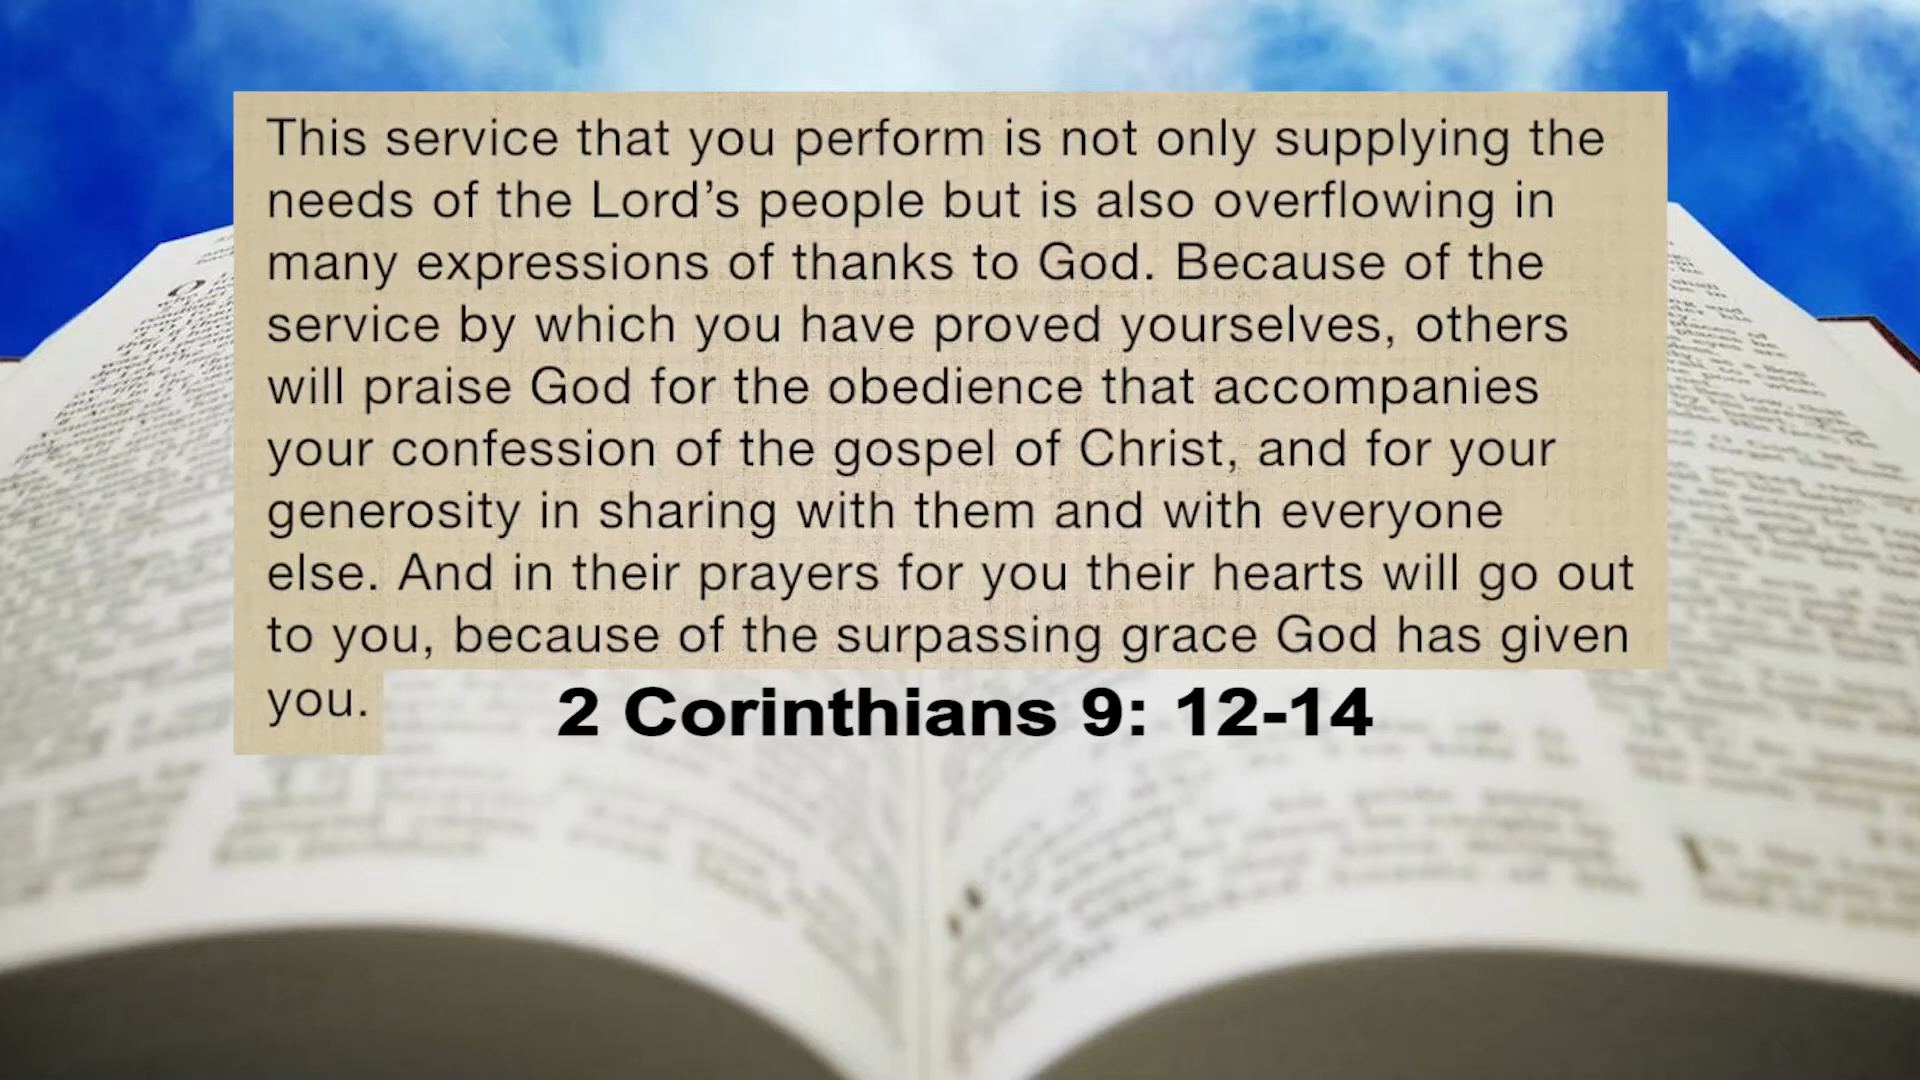 This service that you perform is not only supplying the
needs of the Lord’s people but is also overflowing in
many expressions of thanks to God. Because of the
service by which you have proved yourselves, others
will praise God for the obedience that accompanies
your confession of the gospel of Christ, and for your
generosity in sharing with them and with everyone
else. And in their prayers for you their hearts will go out
to you, because of the surpassing grace God has given
you.
2 Corinthians 9: 12-14